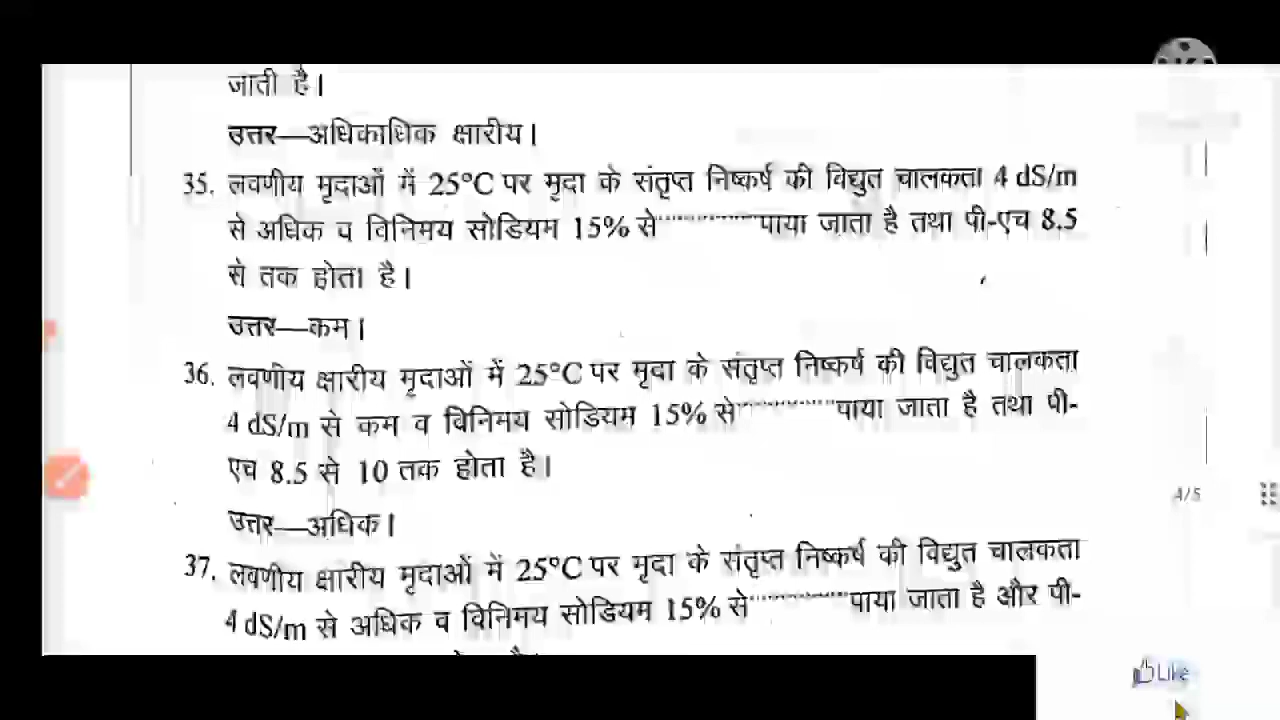 जाती है।
उत्तर—अधिकाधिक क्षारीय।
35. लवणीय मृदाओं में 25°C पर मृदा के संतृप्त निष्कर्ष की विद्युत चालकता 4 dS/m
से अधिक व विनिमय सोडियम 15% से............पाया जाता है तथा पी-एच 8.5
से तक होता है।
उत्तर—कम।
36. लवणीय क्षारीय मृदाओं में 25°C पर मृदा के संतृप्त निष्कर्ष की विद्युत चालकता
4 dS/m से कम व विनिमय सोडियम 15% से............पाया जाता है तथा पी-
एच 8.5 से 10 तक होता है।
उत्तर—अधिक।
37. लवणीय क्षारीय मृदाओं में 25°C पर मृदा के संतृप्त निष्कर्ष की विद्युत चालकता
4 dS/m से अधिक व विनिमय सोडियम 15% से............पाया जाता है और पी-
4/5
Like